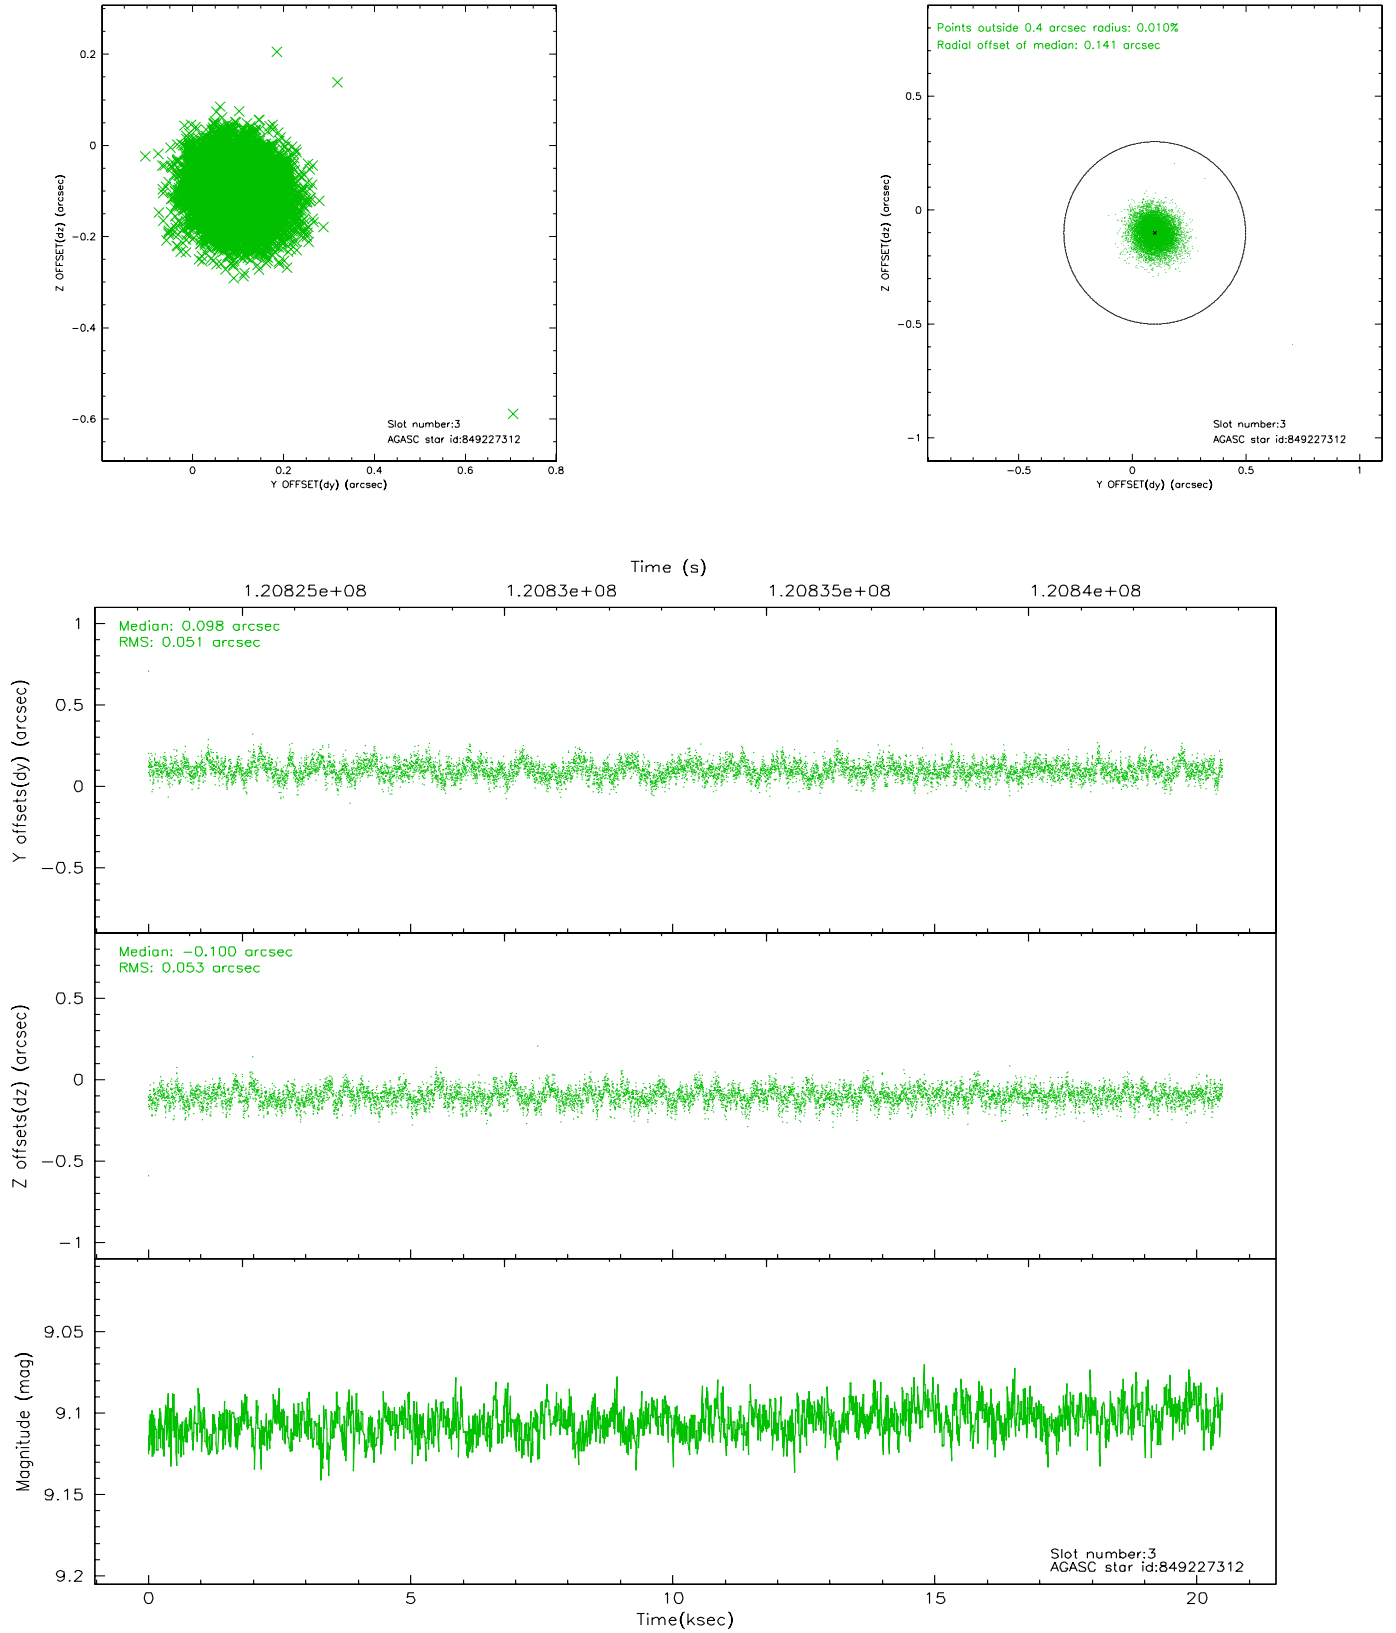 0.2
0
−0.2
−0.4
−0.6
Z OFFSET(dz) (arcsec)
Slot number:3
AGASC star id:849227312
0
0.2
0.4
0.6
0.8
Y OFFSET(dy) (arcsec)
Points outside 0.4 arcsec radius: 0.010%
Radial offset of median: 0.141 arcsec
0.5
0
−0.5
−1
Z OFFSET(dz) (arcsec)
Slot number:3
AGASC star id:849227312
−0.5
0
0.5
1
Y OFFSET(dy) (arcsec)
Time (s)
1.20825e+08
1.2083e+08
1.20835e+08
1.2084e+08
Median: 0.098 arcsec
RMS: 0.051 arcsec
1
0.5
0
−0.5
Y offsets(dy) (arcsec)
Median: −0.100 arcsec
RMS: 0.053 arcsec
0.5
0
−0.5
−1
Z offsets(dz) (arcsec)
9.05
9.1
9.15
9.2
Magnitude (mag)
Slot number:3
AGASC star id:849227312
0
5
10
15
20
Time(ksec)